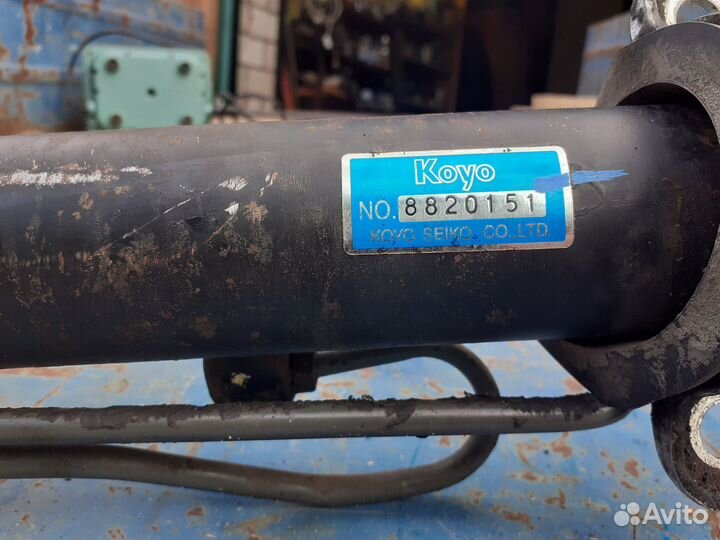 Koyo
NO. 8820151
KOYO SEIKO. CO. LTD.
Avito